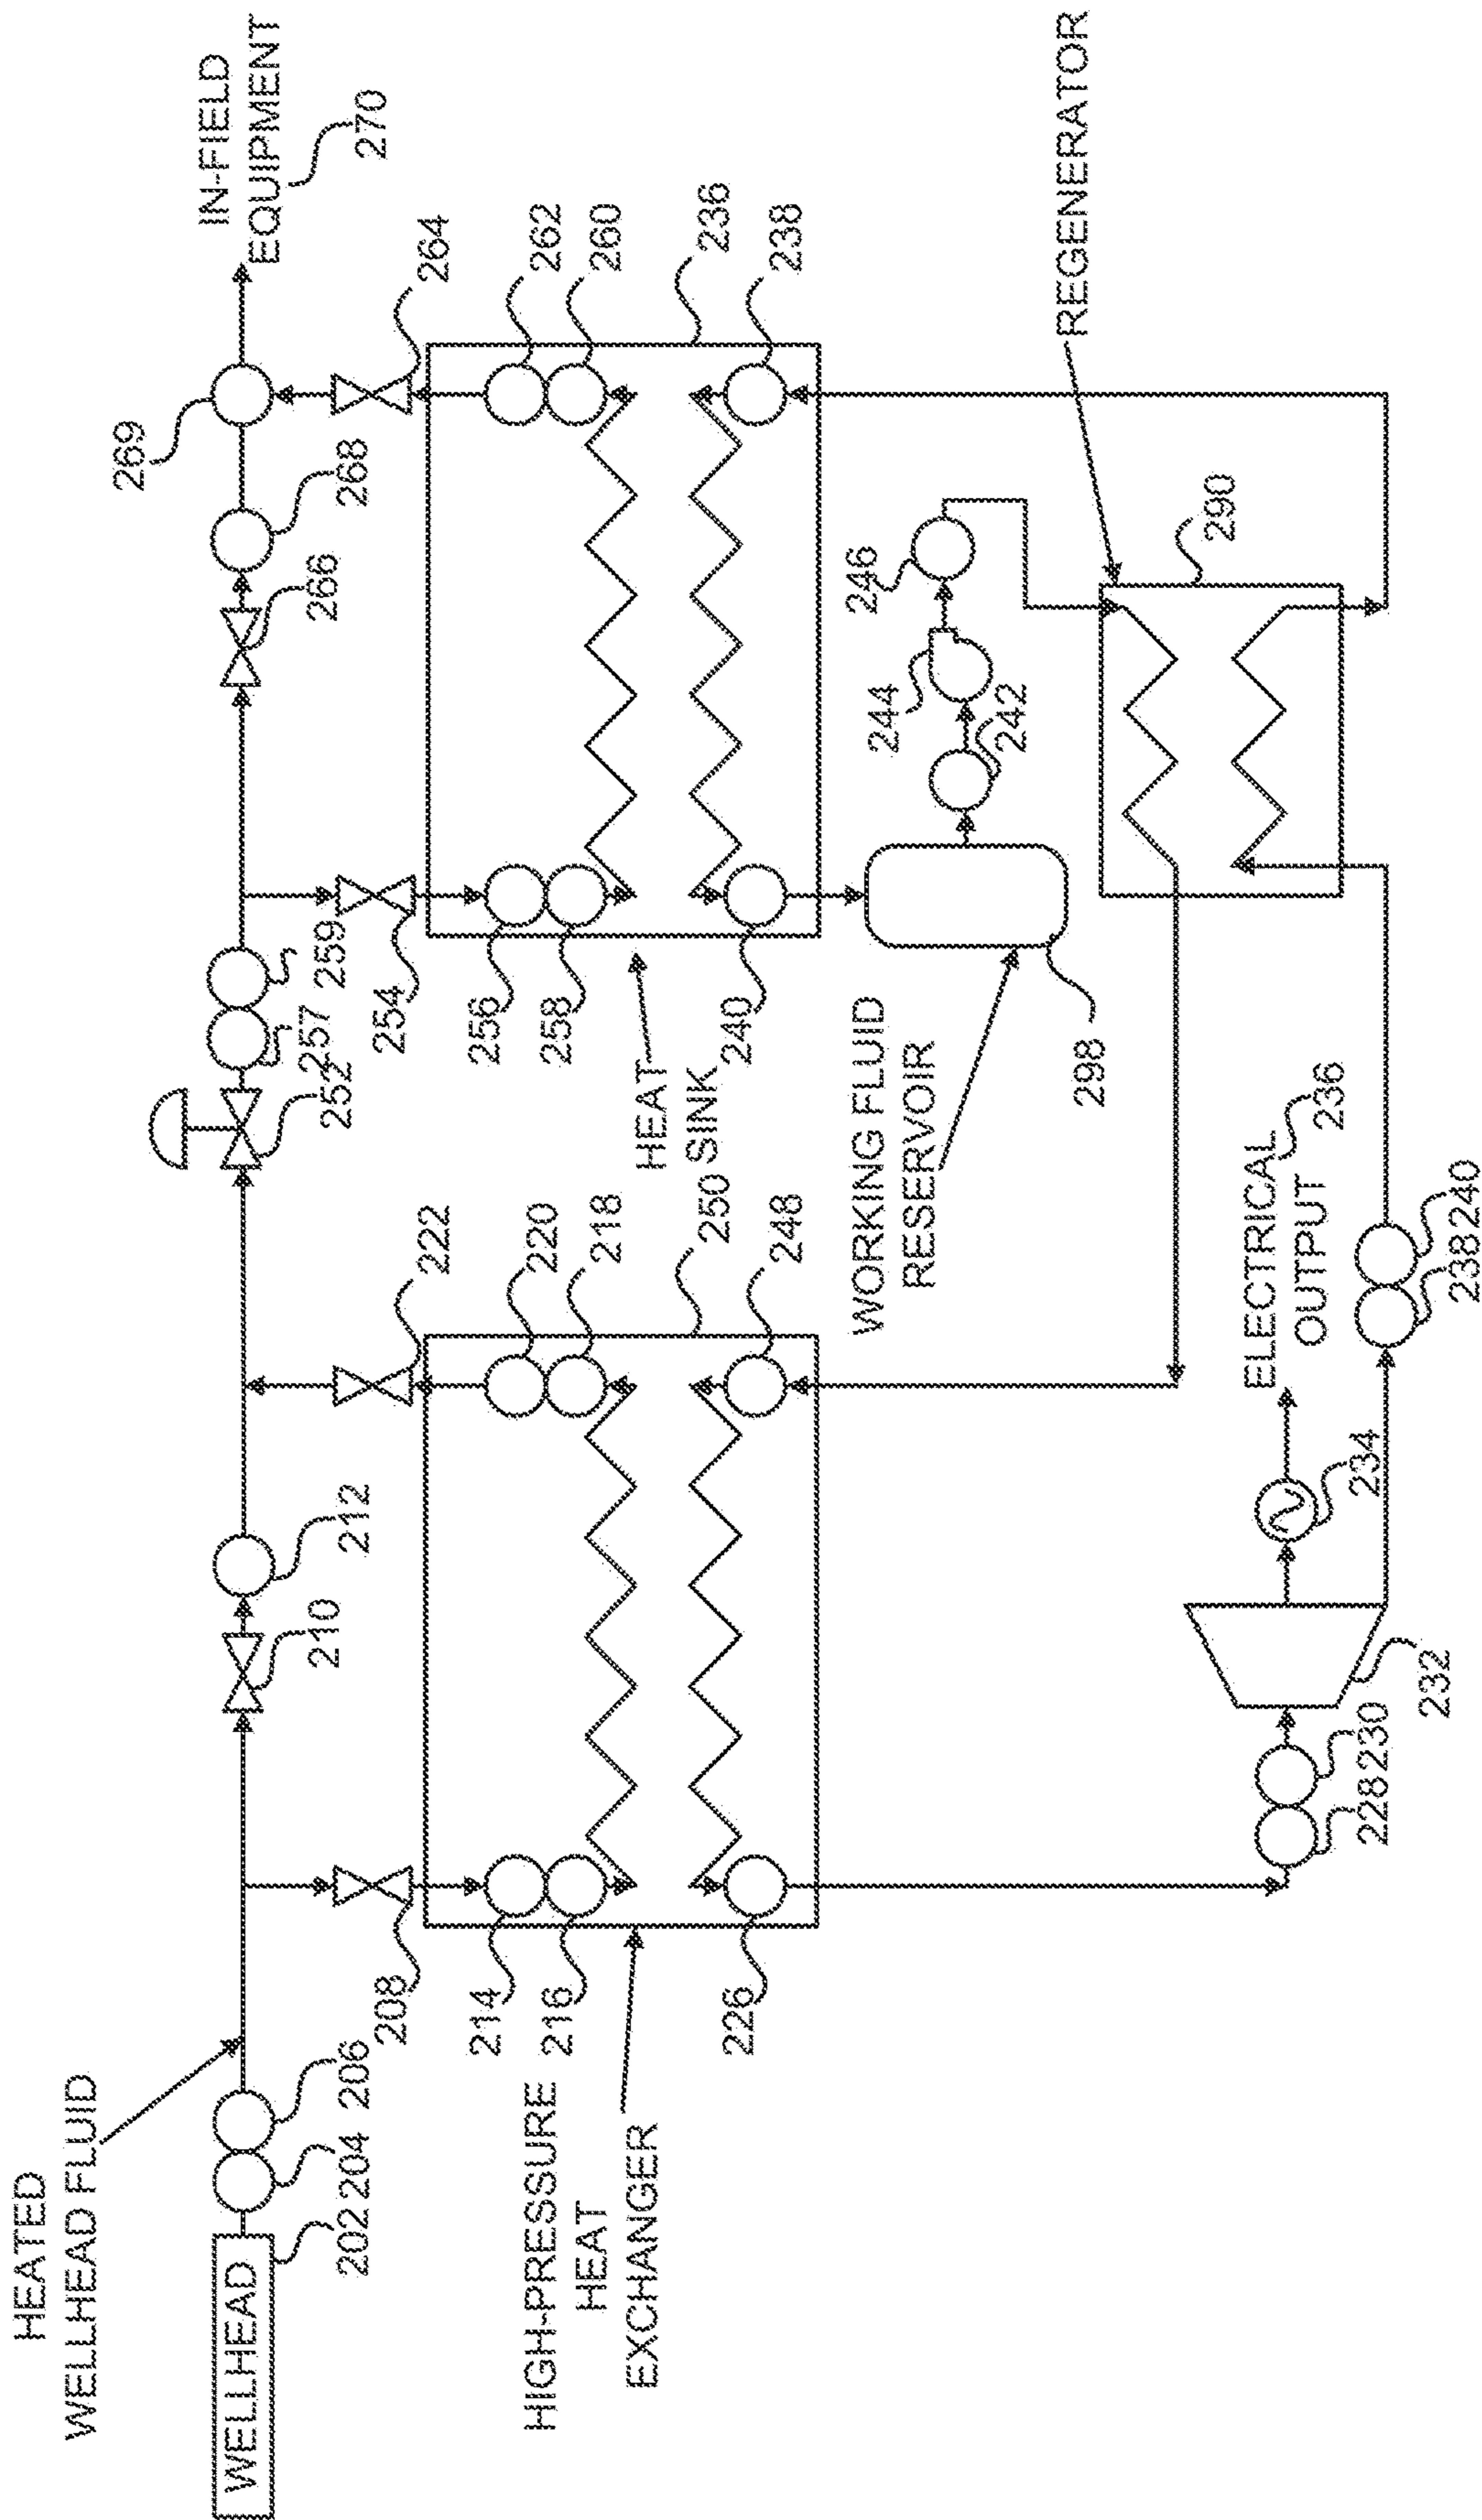 HEATED
WELLHEAD FLUID
WELLHEAD
202
204
206
210
212
252
257
259
266
268
269
IN-FIELD
EQUIPMENT
270
208
222
254
264
HIGH-PRESSURE
HEAT
EXCHANGER
214
216
226
220
218
248
250
HEAT
SINK
256
258
240
262
260
236
238
WORKING FLUID
RESERVOIR
298
244
246
242
REGENERATOR
290
228
230
232
234
ELECTRICAL
OUTPUT
236
238
240